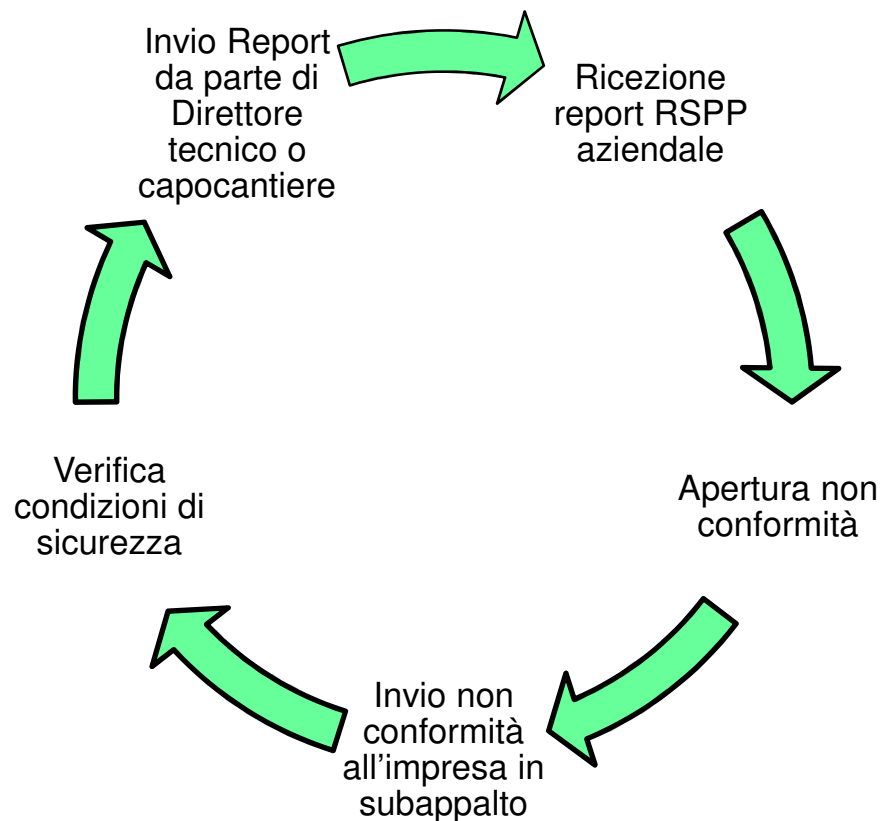 Invio Report
da parte di
Direttore
tecnico o
capocantiere
Ricezione
report RSPP
aziendale
Apertura non
conformità
Invio non
conformità
all'impresa in
subappalto
Verifica
condizioni di
sicurezza